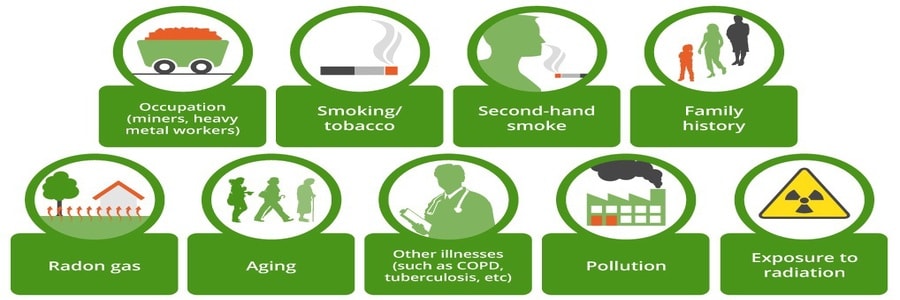 Occupation
(miners, heavy
metal workers)
Smoking/
tobacco
Second-hand
smoke
Family
history
Radon gas
Aging
Other illnesses
(such as COPD,
tuberculosis, etc)
Pollution
Exposure to
radiation